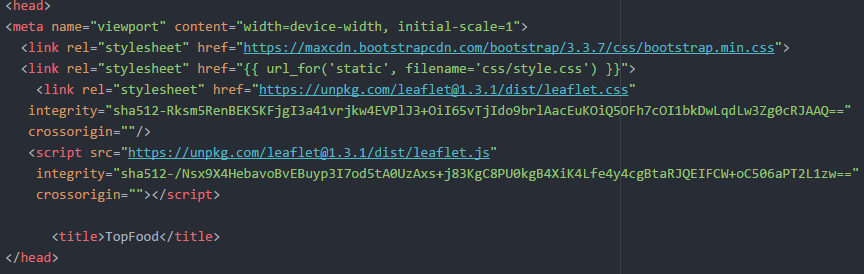 <head>
<meta name="viewport" content="width=device-width, initial-scale=1">
<link rel="stylesheet" href="https://maxcdn.bootstrapcdn.com/bootstrap/3.3.7/css/bootstrap.min.css">
<link rel="stylesheet" href="{{ url_for('static', filename='css/style.css') }}">
<link rel="stylesheet" href="https://unpkg.com/leaflet@1.3.1/dist/leaflet.css"
integrity="sha512-Rksm5RenBEKSKFjgI3a41vrjkw4EVPlJ3+OiI65vTjIdo9brlAacEuKOiQ5OFh7cOI1bkDwLqdLw3Zg0cRJAAQ=="
crossorigin=""/>
<script src="https://unpkg.com/leaflet@1.3.1/dist/leaflet.js"
integrity="sha512-/Nsx9X4HebavoBvEBuyp3I7od5tA0UzAxs+j83KgC8PU0kgB4XiK4Lfe4y4cgBtaRJQEIFCW+oC506aPT2L1zw=="
crossorigin=""></script>
<title>TopFood</title>
</head>